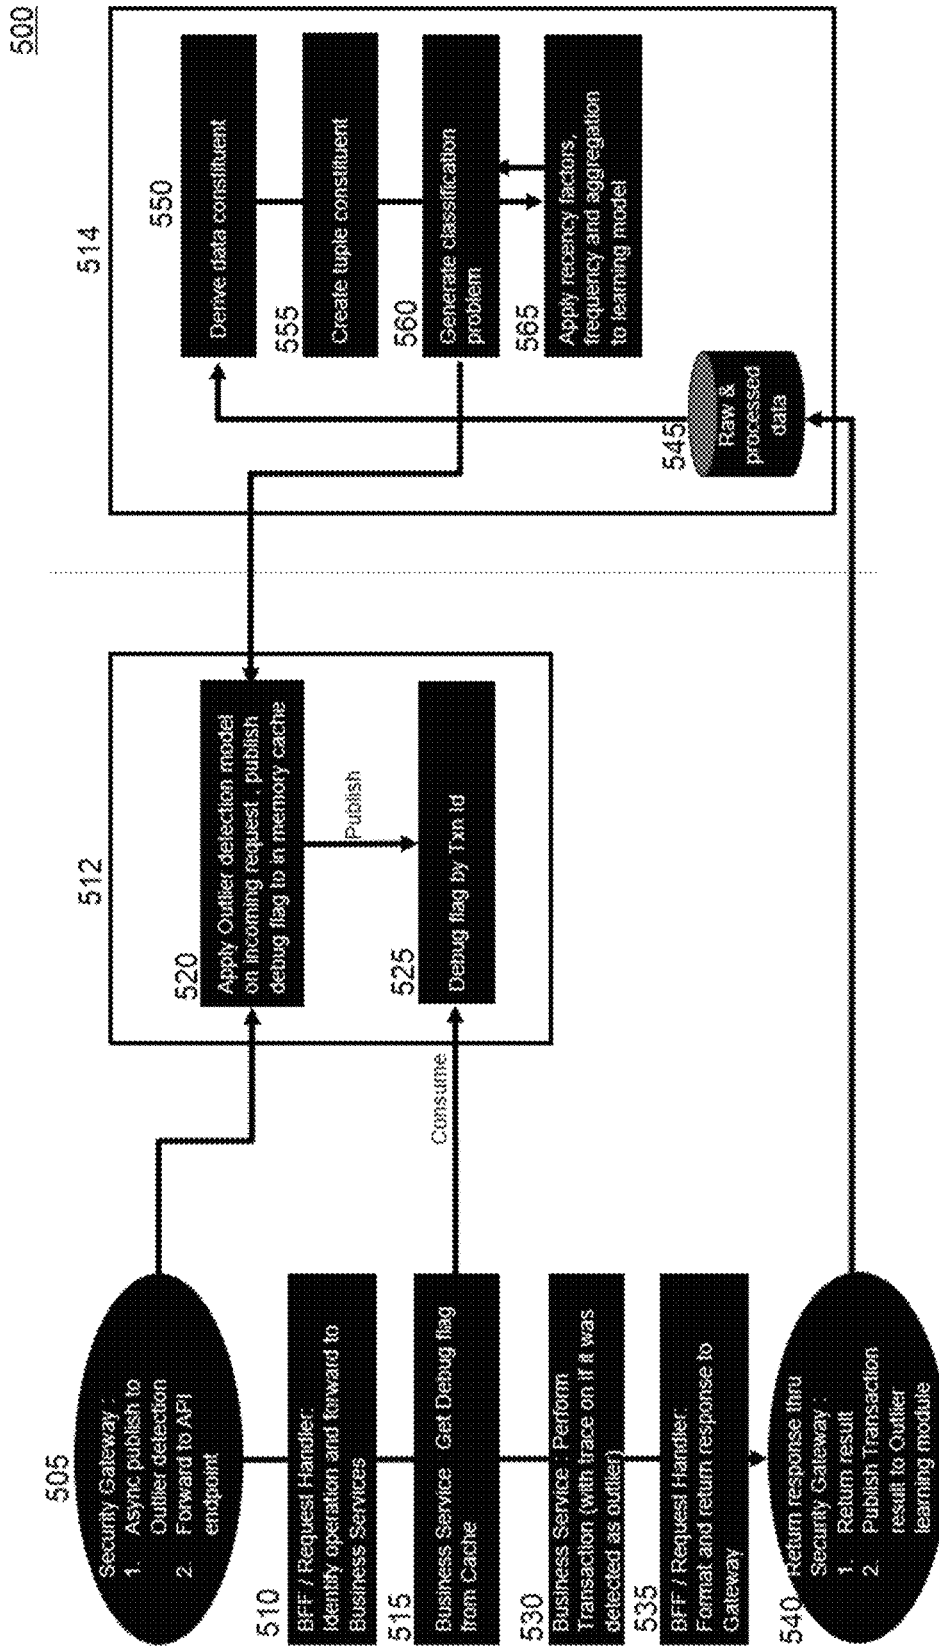 500
505
Security Gateway :
1. Async publish to
Outlier detection
2. Forward to API
endpoint
510
BFF / Request Handler:
Identify operation and forward to
Business Services
515
Business Service : Get Debug flag
from Cache
530
Business Service : Perform
Transaction (with trace on if it was
detected as outlier)
535
BFF / Request Handler:
Format and return response to
Gateway
540
Return response thru
Security Gateway :
1. Return result
2. Publish Transaction
result to Outlier
learning module
Consume
512
520
Apply Outlier detection model
on incoming request , publish
debug flag to in memory cache
Publish
525
Debug flag by Txn Id
514
550
Derive data constituent
555
Create tuple constituent
560
Generate classification
problem
565
Apply recency factors,
frequency and aggregation
to learning model
545
Raw &
processed
data